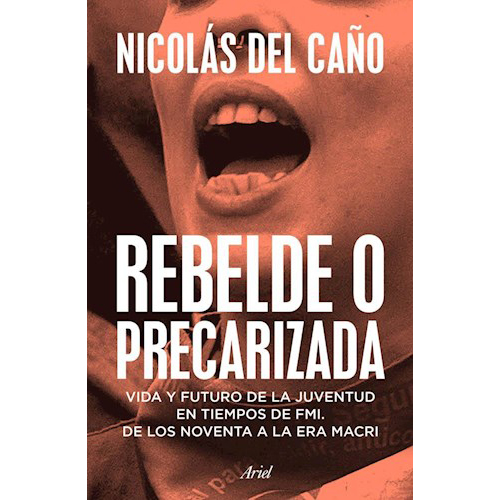 NICOLÁS DEL CAÑO
REBELDE O
PRECARIZADA
VIDA Y FUTURO DE LA JUVENTUD
EN TIEMPOS DE FMI.
DE LOS NOVENTA A LA ERA MACRI
Ariel